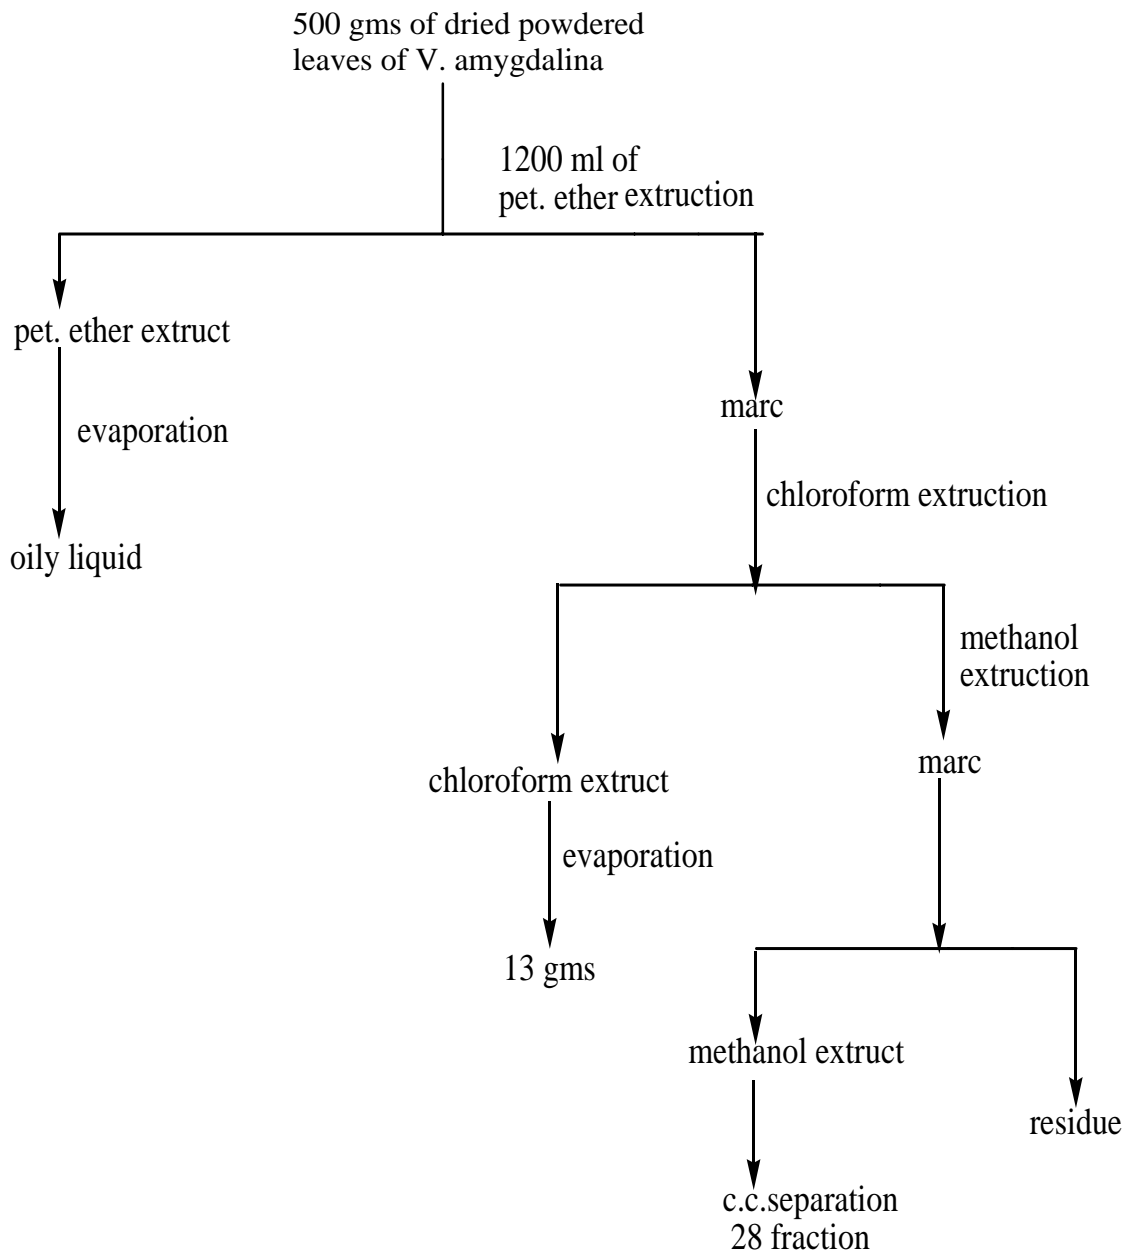 500 gms of dried powdered
leaves of V. amygdalina
1200 ml of
pet. ether extruction
pet. ether extruct
marc
evaporation
chloroform extruction
oily liquid
methanol
extruction
marc
chloroform extruct
evaporation
13 gms
methanol extruct
residue
c.c.separation
28 fraction